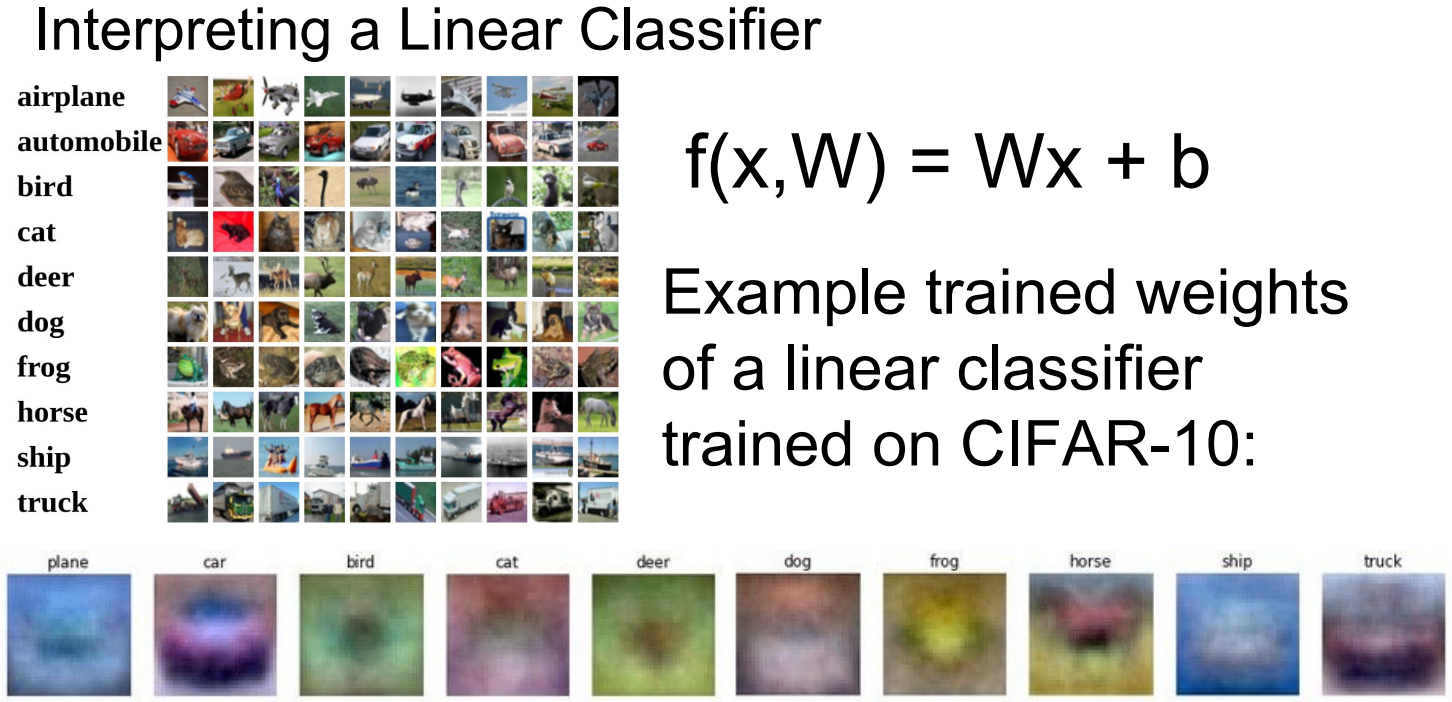 Interpreting a Linear Classifier
airplane
automobile
bird
cat
deer
dog
frog
horse
ship
truck
f(x,W) = Wx + b
Example trained weights
of a linear classifier
trained on CIFAR-10:
plane car bird cat deer dog frog horse ship truck